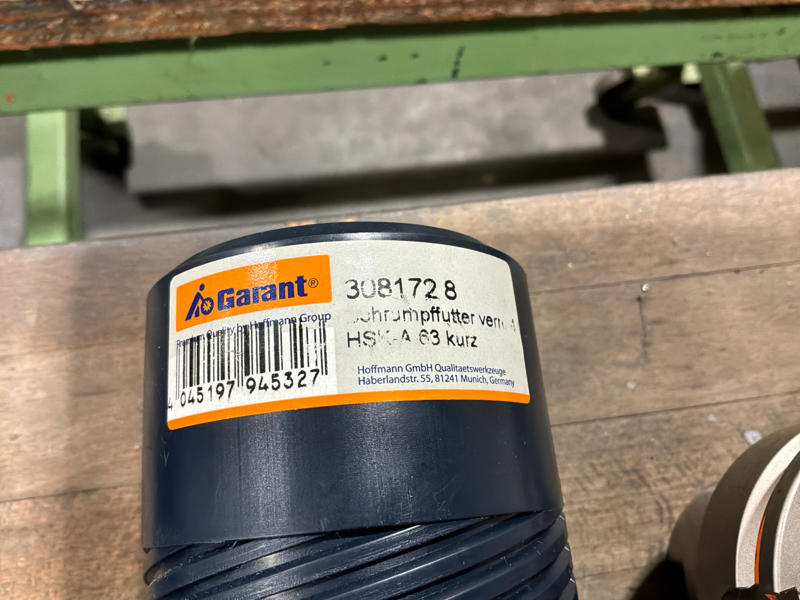 Garant®
Premium Quality by Hoffmann Group
4 045197 945327
308172 8
Schrumpffutter
HSK-A 63 kurz
Hoffmann GmbH Qualitaetswerkzeuge
Haberlandstr. 55, 81241 Munich, Germany